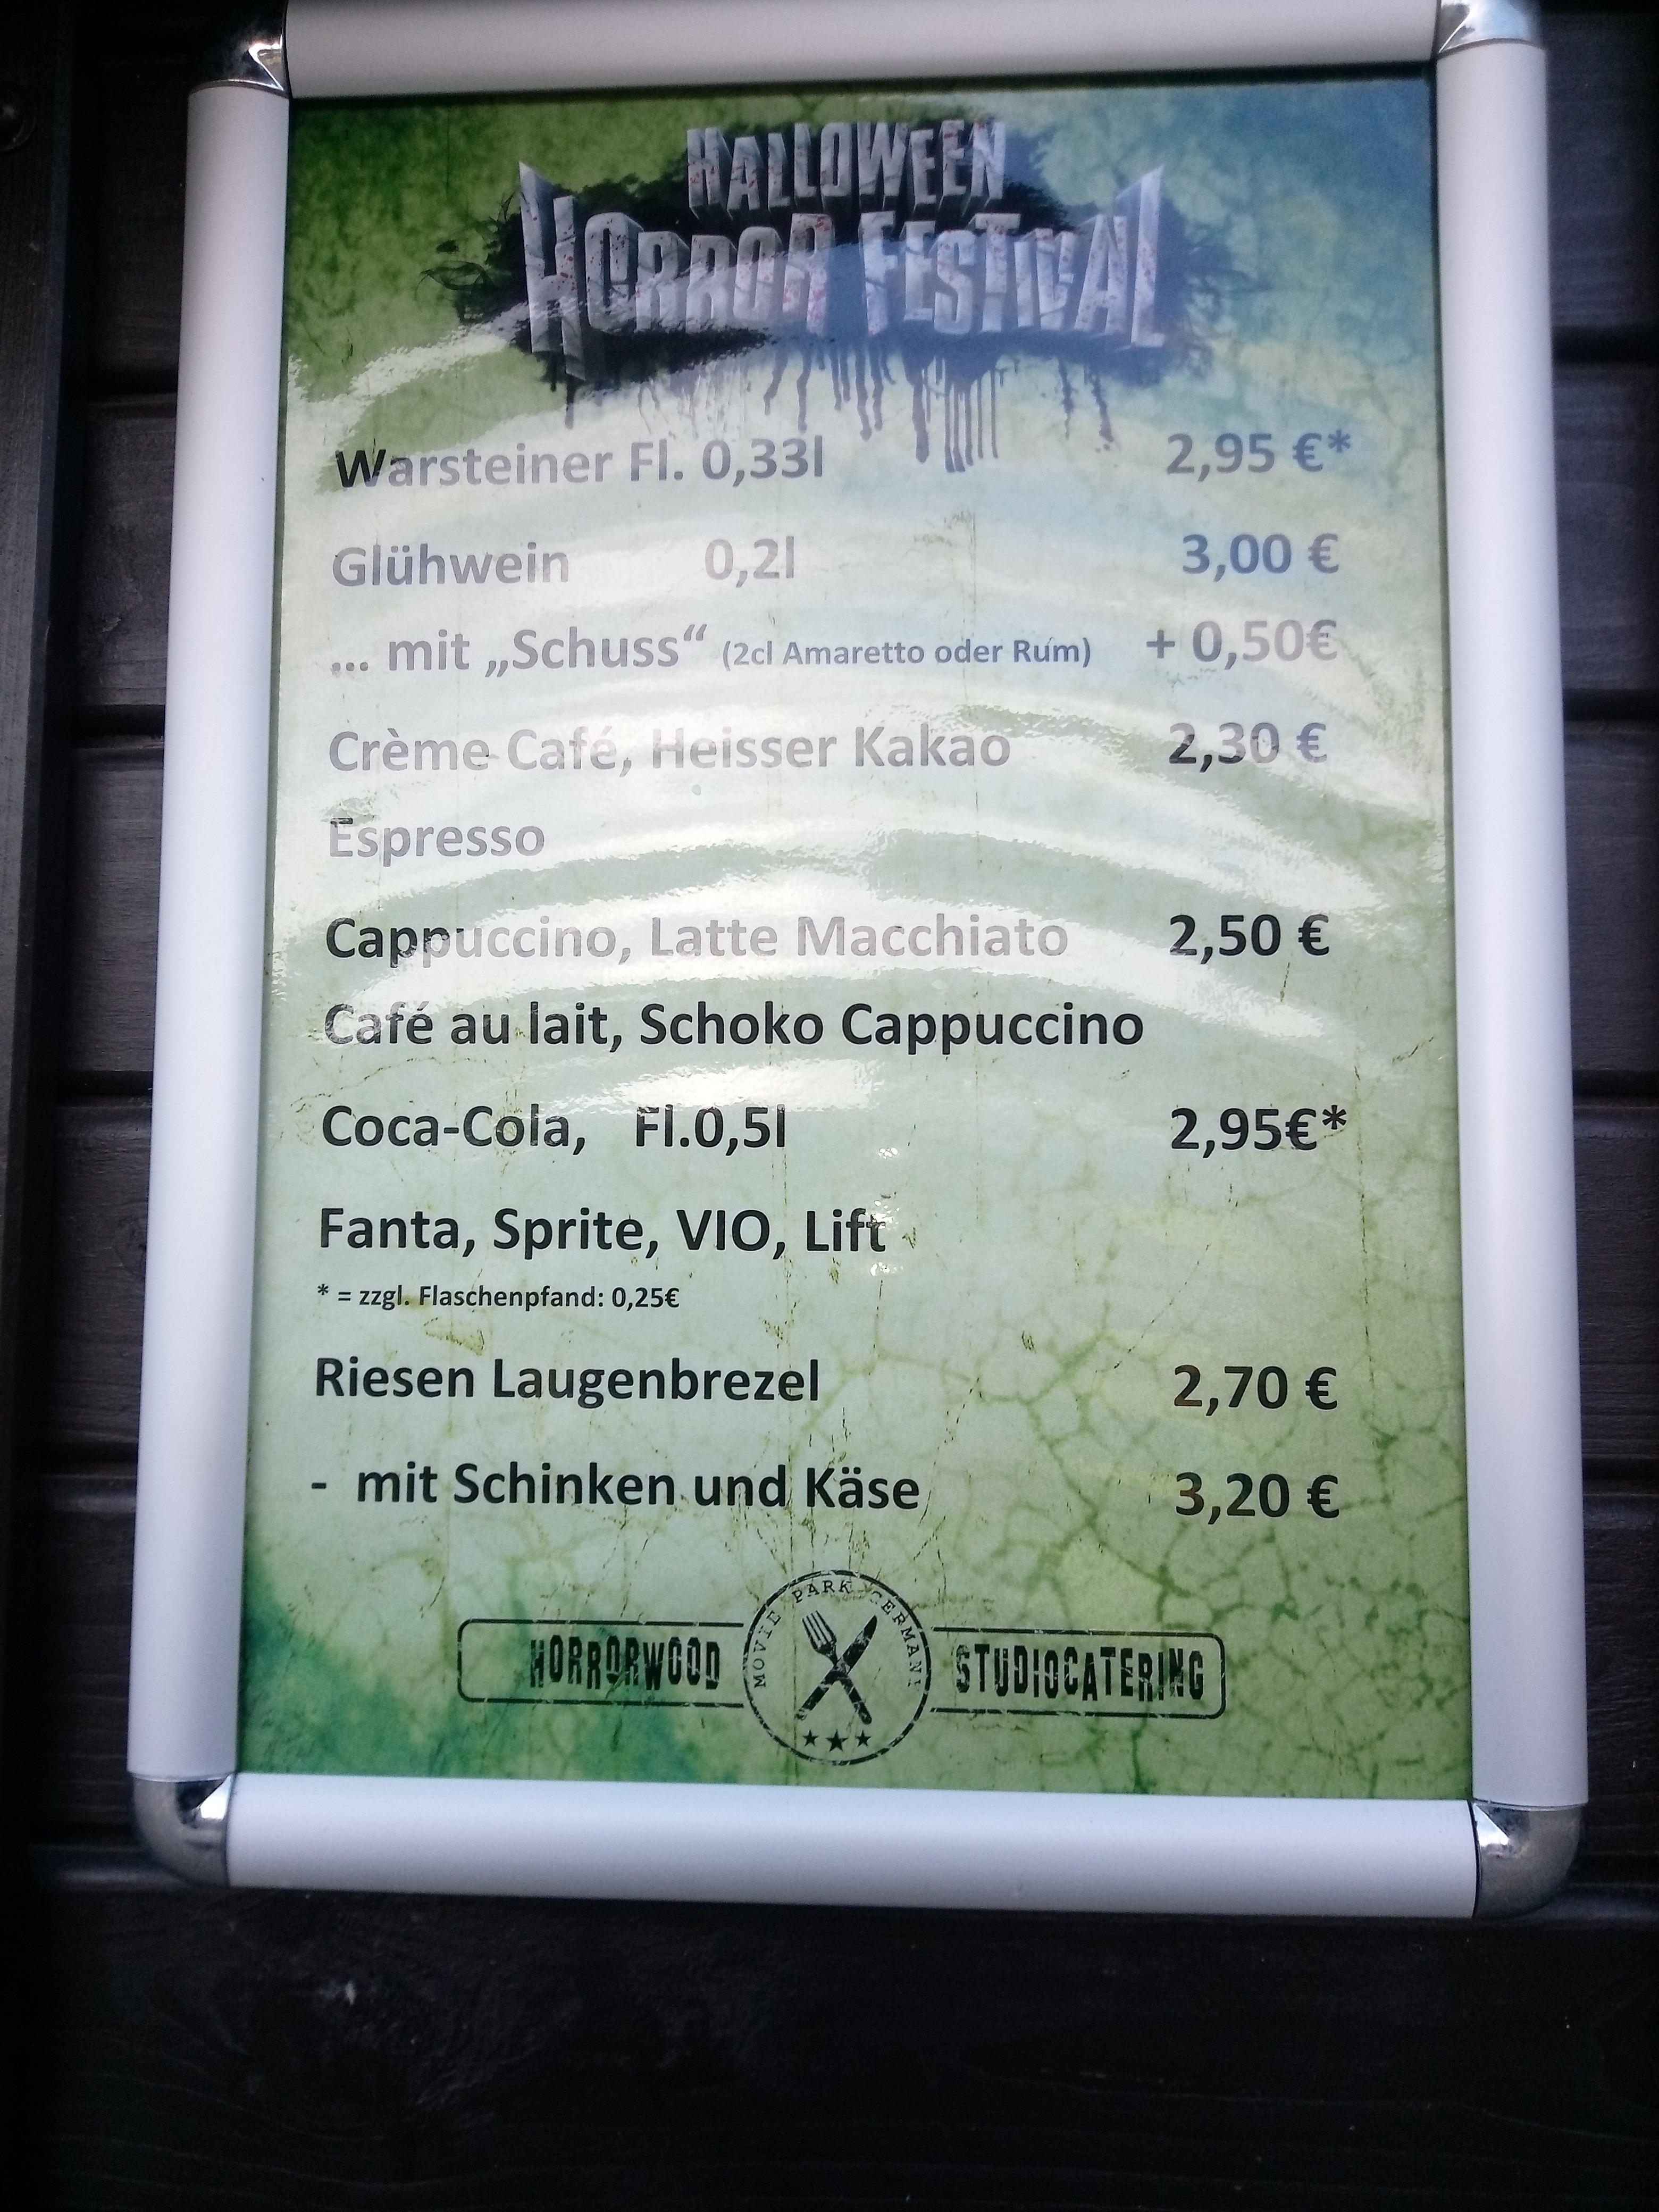 HALLOWEEN
HORROR FESTIVAL
Warsteiner Fl. 0,33l 2,95 €*
Glühwein 0,2l 3,00 €
... mit „Schuss“ (2cl Amaretto oder Rum) + 0,50€
Crème Café, Heisser Kakao 2,30 €
Espresso
Cappuccino, Latte Macchiato 2,50 €
Café au lait, Schoko Cappuccino
Coca-Cola, Fl.0,5l 2,95€*
Fanta, Sprite, VIO, Lift
* = zzgl. Flaschenpfand: 0,25€
Riesen Laugenbrezel 2,70 €
- mit Schinken und Käse 3,20 €
MOVIE PARK GERMANY
HORRORWOOD STUDIOCATERING